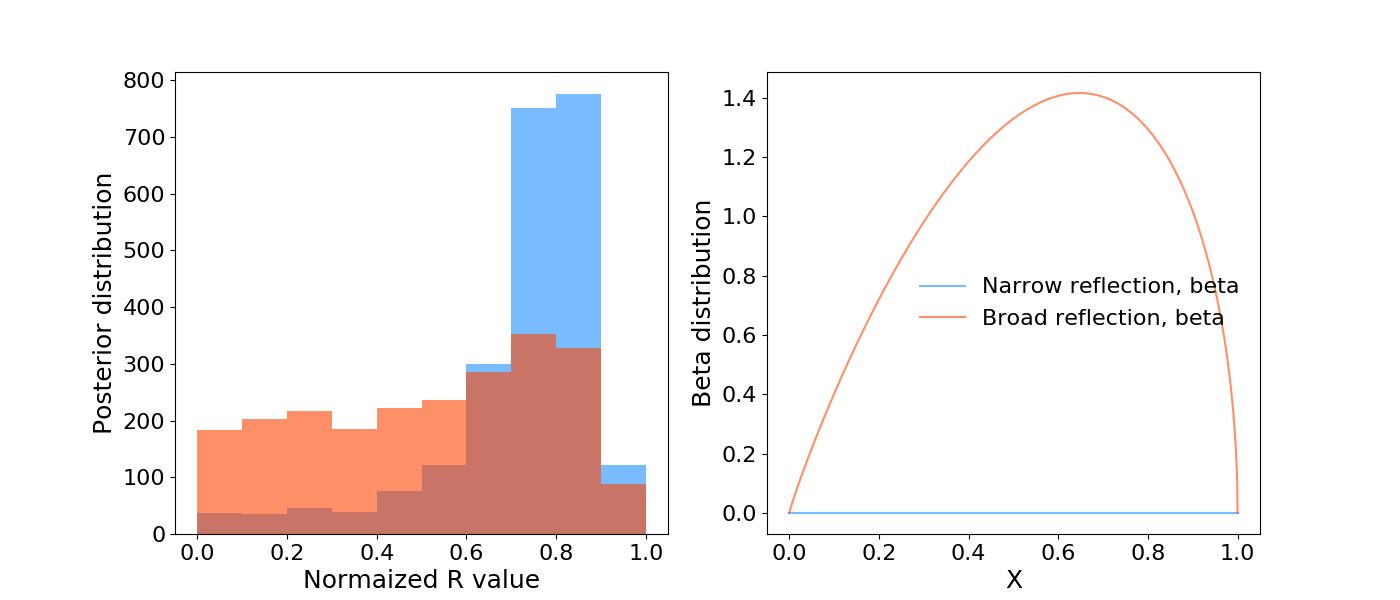 800
700
600
500
400
300
200
100
0
Posterior distribution
0.0 0.2 0.4 0.6 0.8 1.0
Normaized R value
1.4
1.2
1.0
0.8
0.6
0.4
0.2
0.0
Beta distribution
Narrow reflection, beta
Broad reflection, beta
0.0 0.2 0.4 0.6 0.8 1.0
X